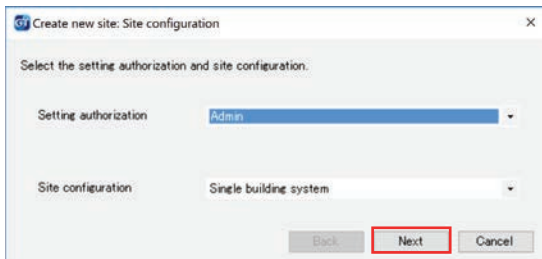 GT Create new site: Site configuration
Select the setting authorization and site configuration.
Setting authorization Admin
Site configuration Single building system
Back Next Cancel